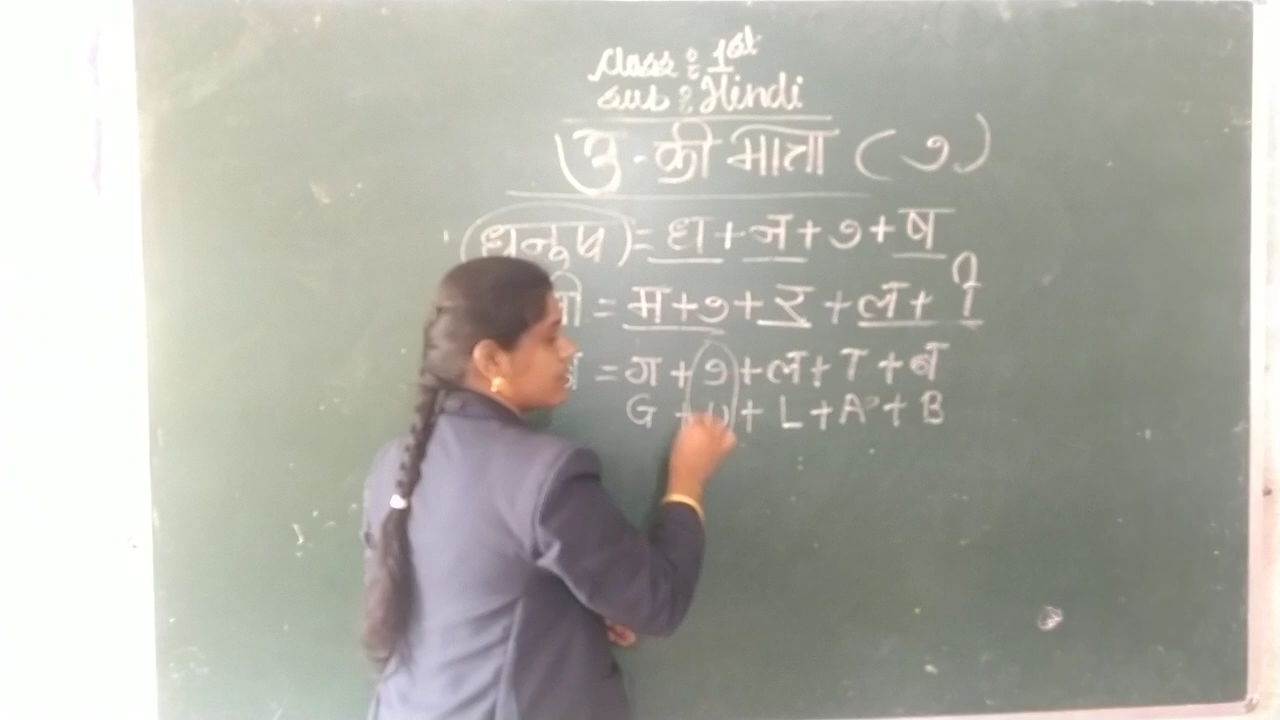 Class : 1st
Sub : Hindi
उ - की मात्रा ( ु )
धनुष = ध + न + ु + ष
= म + ु + र + ल + ी
= ग + ु + ल + ा + ब
G + U + L + A + B